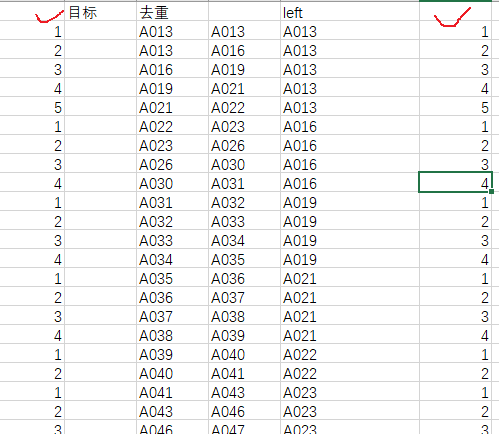 目标 去重 left
1 A013 A013 A013 1
2 A013 A016 A013 2
3 A016 A019 A013 3
4 A019 A021 A013 4
5 A021 A022 A013 5
1 A022 A023 A016 1
2 A023 A026 A016 2
3 A026 A030 A016 3
4 A030 A031 A016 4
1 A031 A032 A019 1
2 A032 A033 A019 2
3 A033 A034 A019 3
4 A034 A035 A019 4
1 A035 A036 A021 1
2 A036 A037 A021 2
3 A037 A038 A021 3
4 A038 A039 A021 4
1 A039 A040 A022 1
2 A040 A041 A022 2
1 A041 A043 A023 1
2 A043 A046 A023 2
3 A046 A047 A023 3